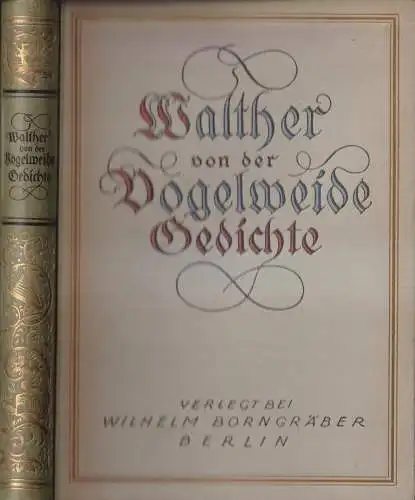 Walther
von der
Vogelweide
Gedichte
Walther
von der
Vogelweide
Gedichte
VERLEGT BEI
WILHELM BORNGRÄBER
BERLIN